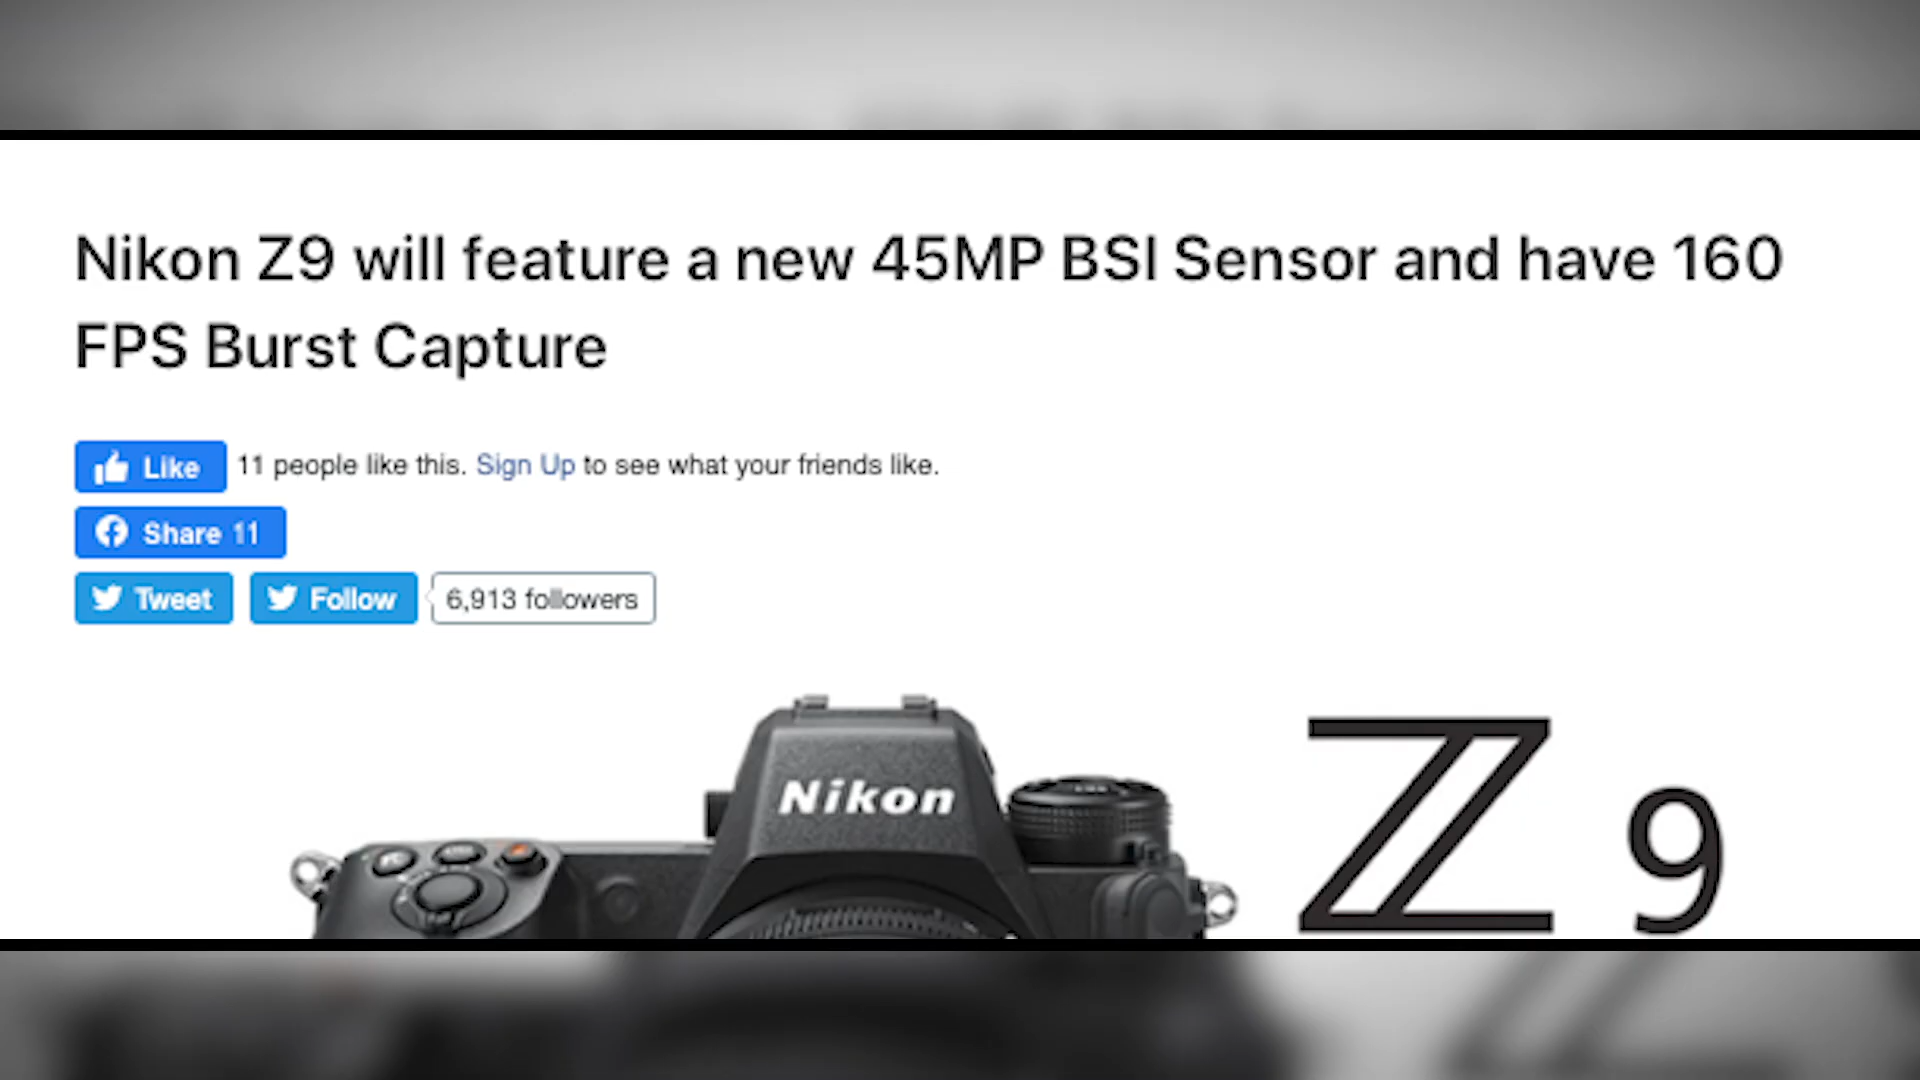 Nikon Z9 will feature a new 45MP BSI Sensor and have 160
FPS Burst Capture
Like 11 people like this. Sign Up to see what your friends like.
Share 11
Tweet Follow 6,913 followers
Nikon
Z 9